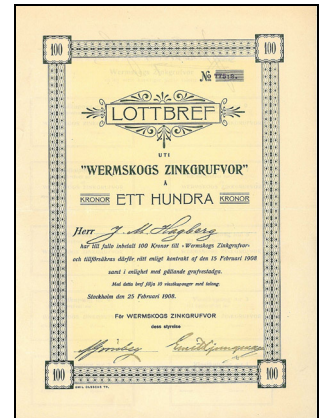 100 100
No
LOTTBREF
UTI
"WERMSKOGS ZINKGRUFVOR"
Å
KRONOR ETT HUNDRA KRONOR
Herr J. M. Hagberg
har till fullo inbetalt 100 Kronor till »Wermskogs Zinkgrufvor»
och tillförsäkras därför rätt enligt kontrakt af den 15 Februari 1908
samt i enlighet med gällande grufvestadga.
Med detta bref följa 10 vinstkuponger med talong.
Stockholm den 25 Februari 1908.
För WERMSKOGS ZINKGRUFVOR
dess styrelse
100 100